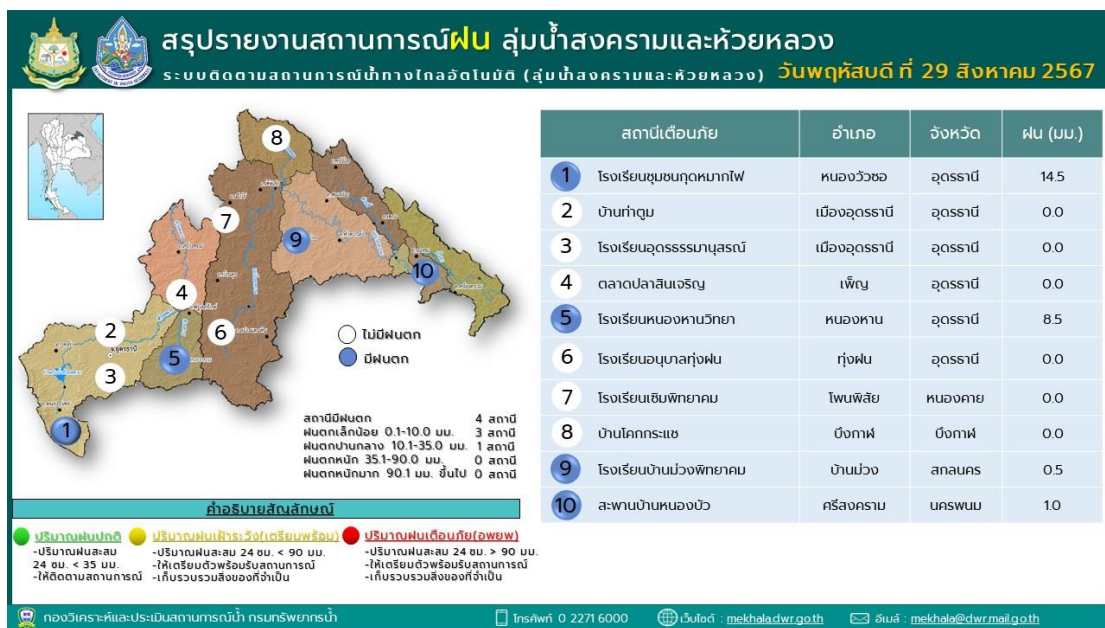 สรุปรายงานสถานการณ์ฝน ลุ่มน้ำสงครามและห้วยหลวง
ระบบติดตามสถานการณ์น้ำทางไกลอัตโนมัติ (ลุ่มน้ำสงครามและห้วยหลวง) วันพฤหัสบดี ที่ 29 สิงหาคม 2567
8
7
9
10
4
2
6
5
3
1
ไม่มีฝนตก
มีฝนตก
สถานีมีฝนตก 4 สถานี
ฝนตกเล็กน้อย 0.1-10.0 มม. 3 สถานี
ฝนตกปานกลาง 10.1-35.0 มม. 1 สถานี
ฝนตกหนัก 35.1-90.0 มม. 0 สถานี
ฝนตกหนักมาก 90.1 มม. ขึ้นไป 0 สถานี
คำอธิบายสัญลักษณ์
ปริมาณฝนปกติ
-ปริมาณฝนสะสม
24 ชม. < 35 มม.
-ให้ติดตามสถานการณ์
ปริมาณฝนเฝ้าระวัง(เตรียมพร้อม)
-ปริมาณฝนสะสม 24 ชม. < 90 มม.
-ให้เตรียมตัวพร้อมรับสถานการณ์
-เก็บรวบรวมสิ่งของที่จำเป็น
ปริมาณฝนเตือนภัย(อพยพ)
-ปริมาณฝนสะสม 24 ชม. > 90 มม.
-ให้เตรียมตัวพร้อมรับสถานการณ์
-เก็บรวบรวมสิ่งของที่จำเป็น
สถานีเตือนภัย อำเภอ จังหวัด ฝน (มม.)
1 โรงเรียนชุมชนกุดหมากไฟ หนองวัวซอ อุดรธานี 14.5
2 บ้านท่าตูม เมืองอุดรธานี อุดรธานี 0.0
3 โรงเรียนอุดรธรรมานุสรณ์ เมืองอุดรธานี อุดรธานี 0.0
4 ตลาดปลาสินเจริญ เพ็ญ อุดรธานี 0.0
5 โรงเรียนหนองหานวิทยา หนองหาน อุดรธานี 8.5
6 โรงเรียนอนุบาลทุ่งฝน ทุ่งฝน อุดรธานี 0.0
7 โรงเรียนเซิมพิทยาคม โพนพิสัย หนองคาย 0.0
8 บ้านโคกกระแซ บึงกาฬ บึงกาฬ 0.0
9 โรงเรียนบ้านม่วงพิทยาคม บ้านม่วง สกลนคร 0.5
10 สะพานบ้านหนองบัว ศรีสงคราม นครพนม 1.0
กองวิเคราะห์และประเมินสถานการณ์น้ำ กรมทรัพยากรน้ำ โทรศัพท์ 0 2271 6000 เว็บไซต์ : mekhala.dwr.go.th อีเมล์ : mekhala@dwr.mail.go.th